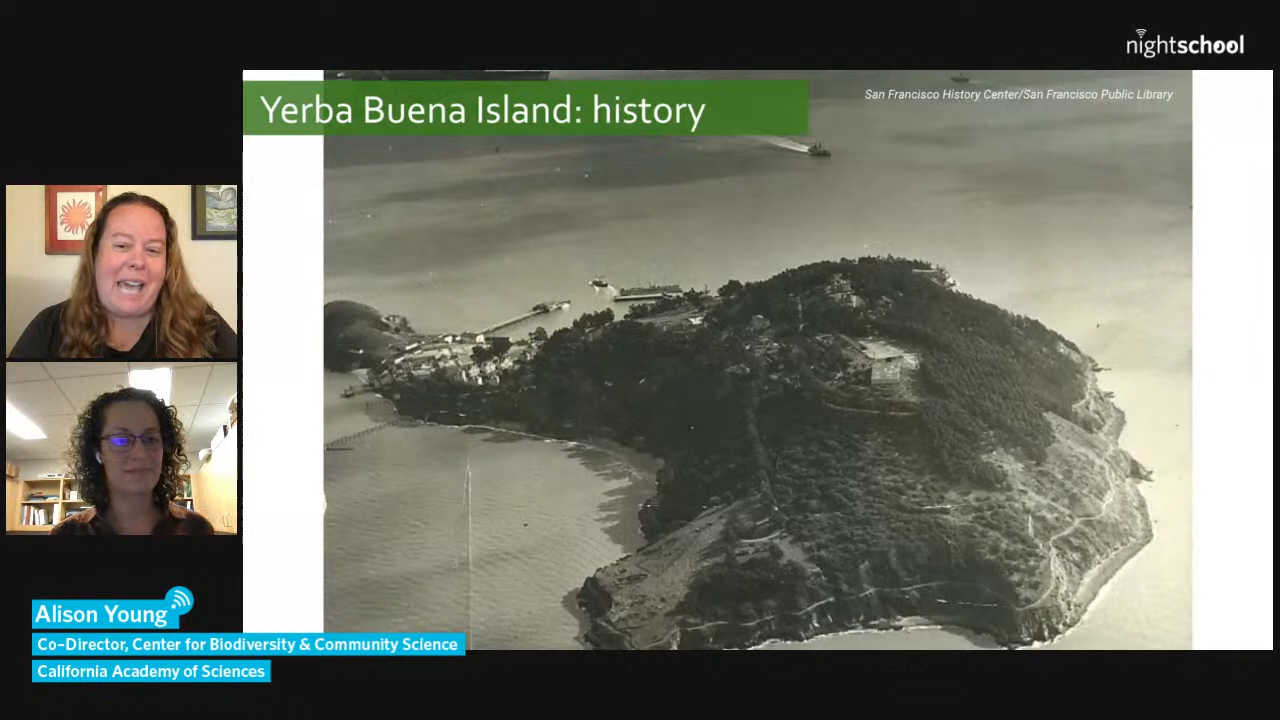 nightschool
Yerba Buena Island: history
San Francisco History Center/San Francisco Public Library
Alison Young
Co-Director, Center for Biodiversity & Community Science
California Academy of Sciences